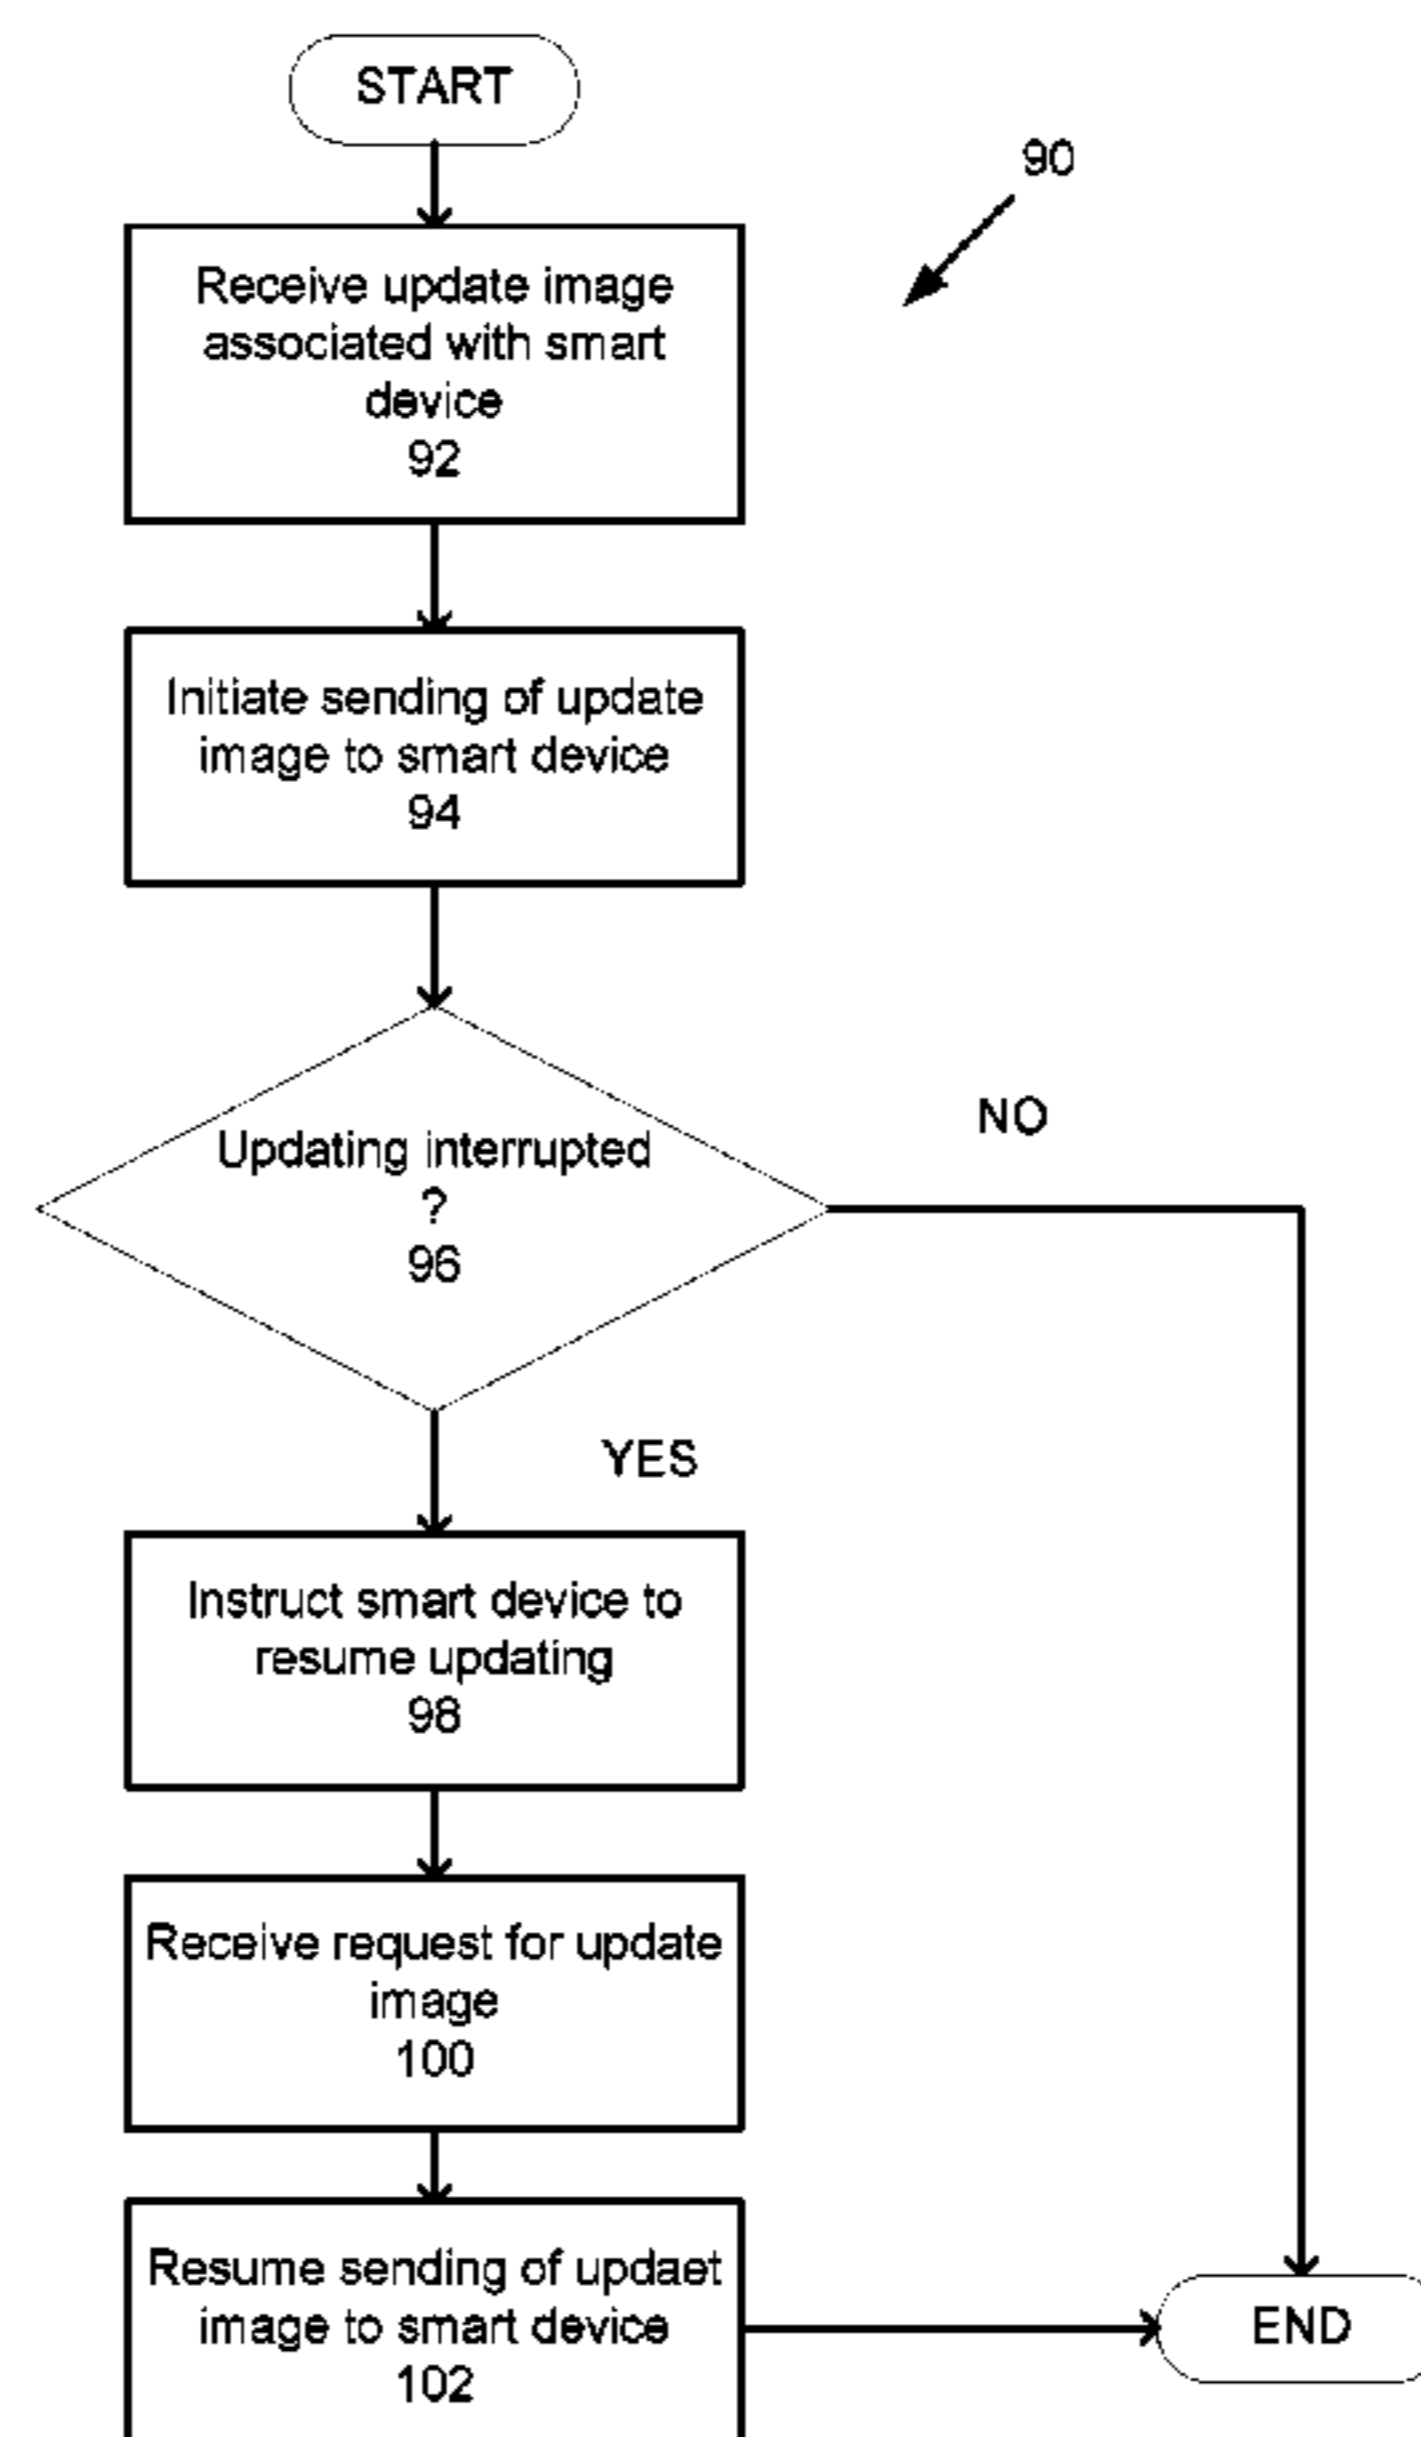 START
90
Receive update image
associated with smart
device
92
Initiate sending of update
image to smart device
94
Updating interrupted
?
96
NO
YES
Instruct smart device to
resume updating
98
Receive request for update
image
100
Resume sending of updaet
image to smart device
102
END